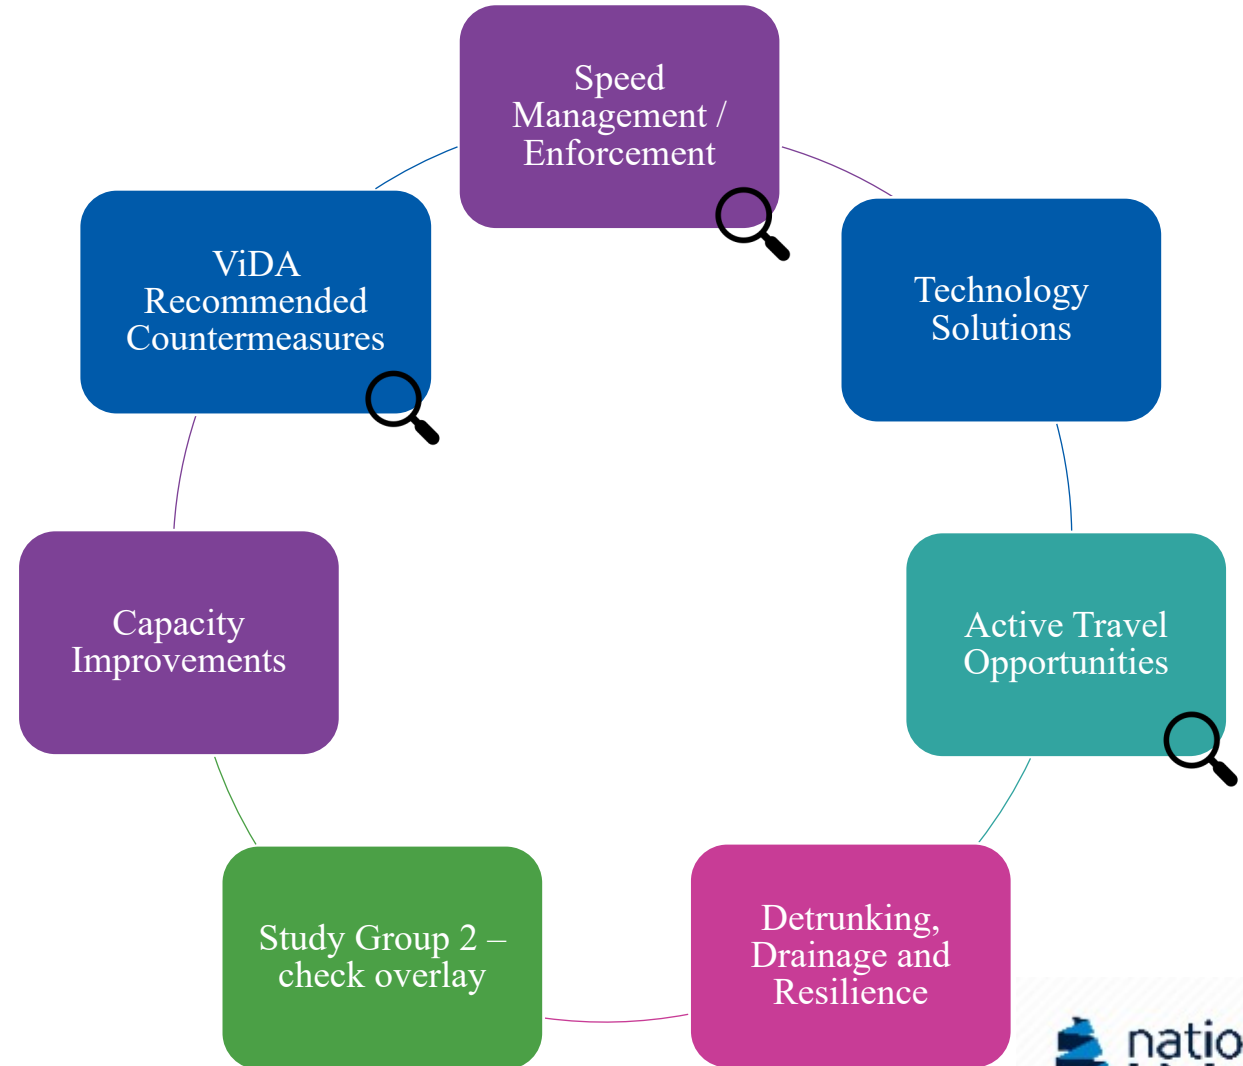 Speed
Management /
Enforcement
ViDA
Recommended
Countermeasures
Technology
Solutions
Capacity
Improvements
Active Travel
Opportunities
Study Group 2 –
check overlay
Detrunking,
Drainage and
Resilience
natio